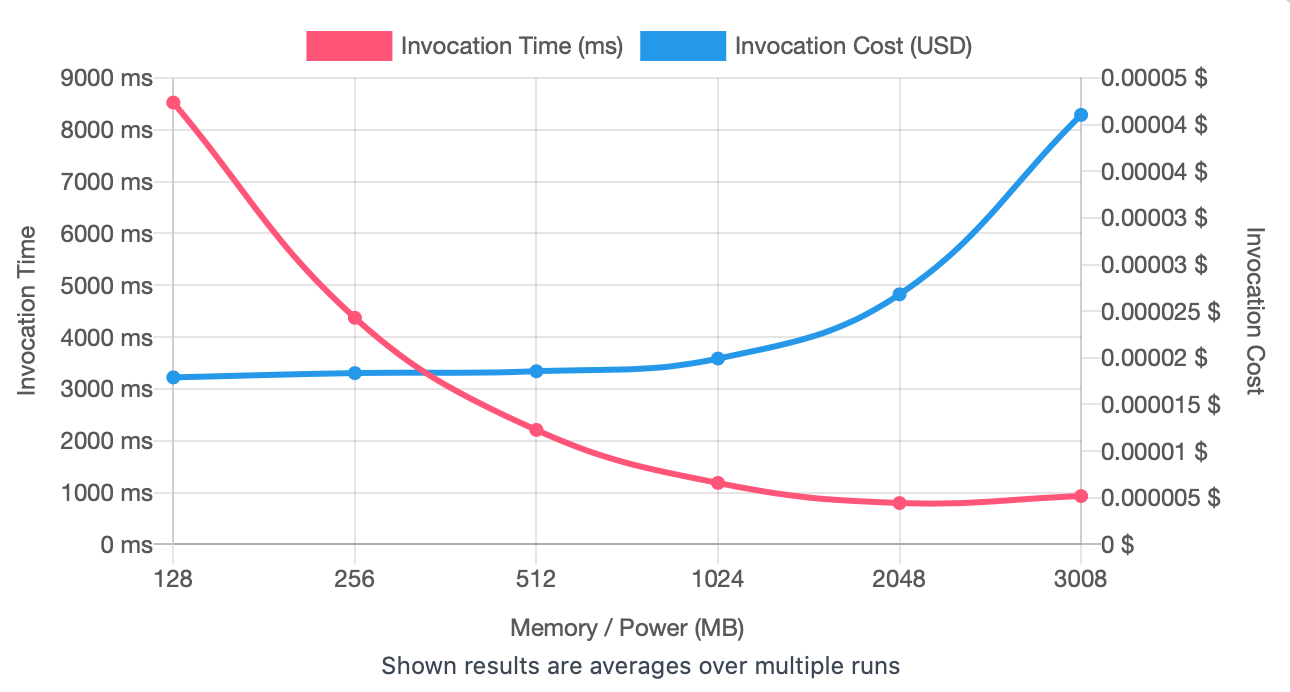 Invocation Time (ms) Invocation Cost (USD)
9000 ms 0.00005 $
8000 ms 0.00004 $
7000 ms 0.00004 $
6000 ms 0.00003 $
5000 ms 0.00003 $
4000 ms 0.000025 $
3000 ms 0.00002 $
2000 ms 0.000015 $
1000 ms 0.00001 $
0 ms 0.000005 $
0 $
Invocation Time
Invocation Cost
128 256 512 1024 2048 3008
Memory / Power (MB)
Shown results are averages over multiple runs